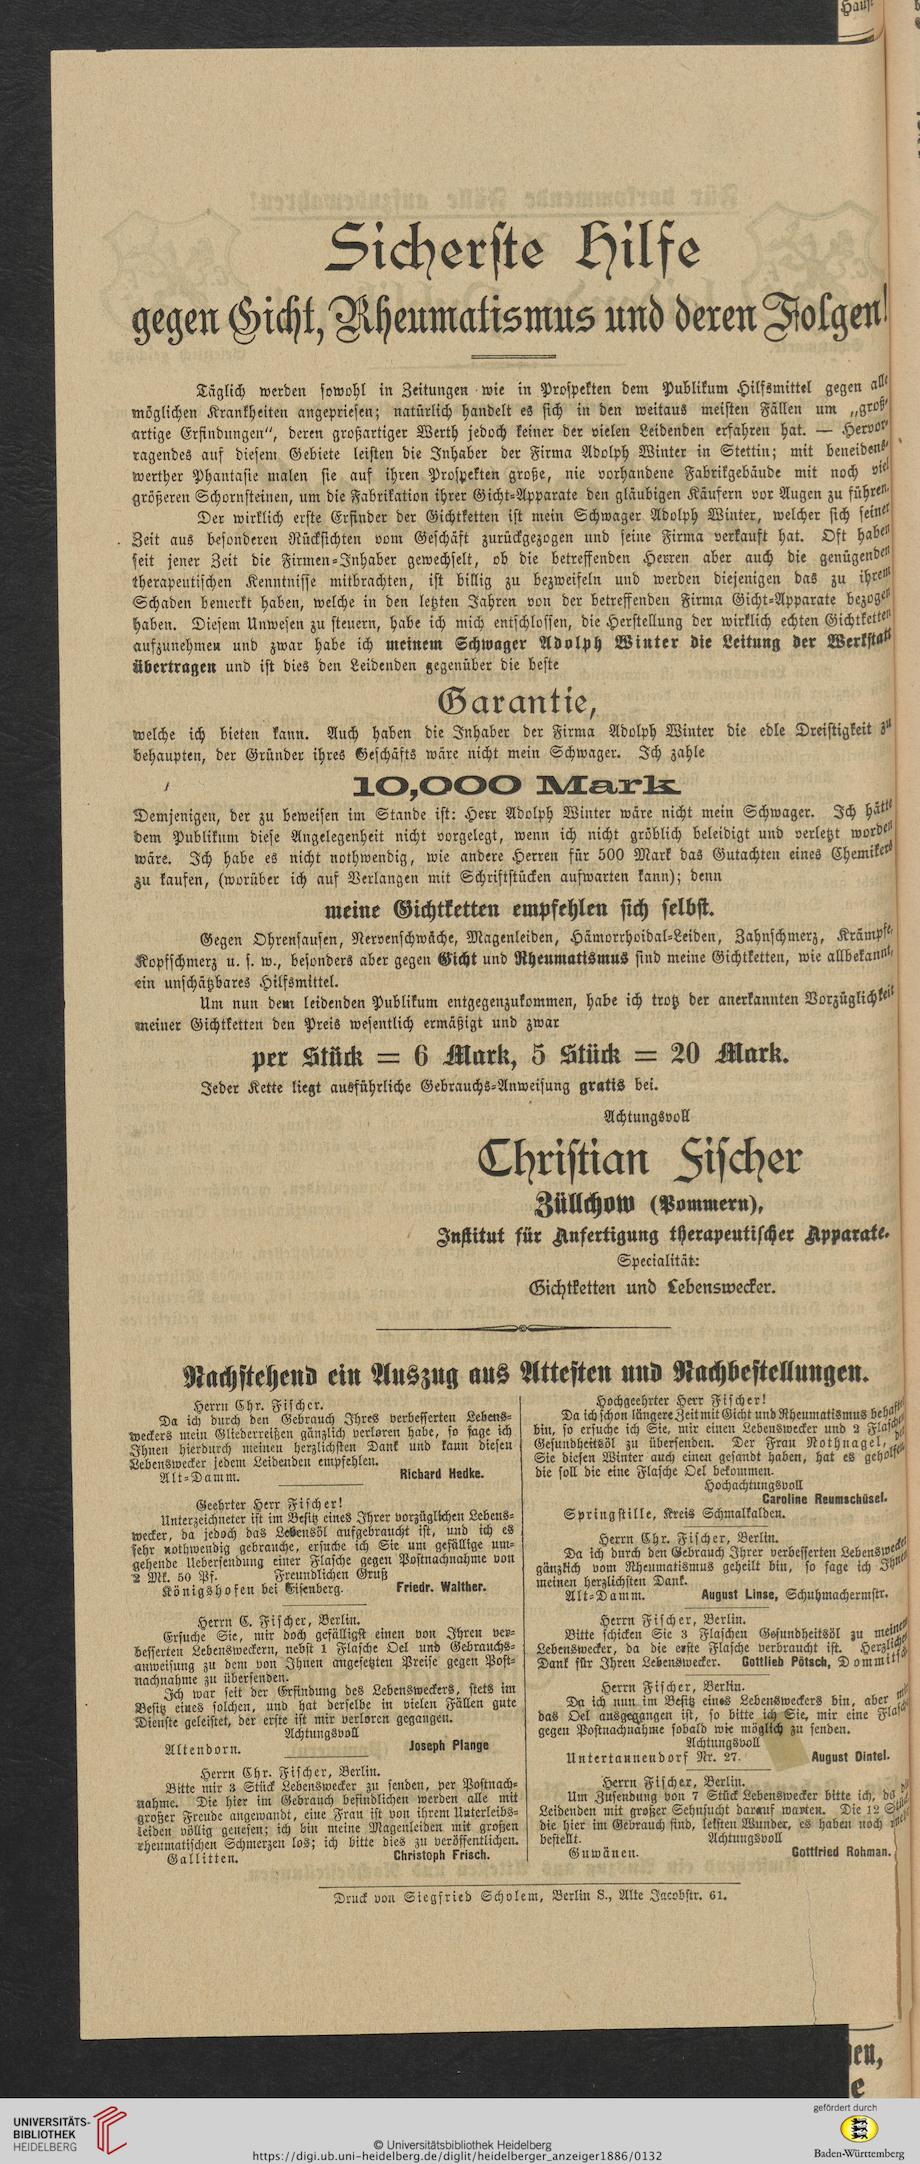 Hauf
Sicherste Hilfe
gegen Gicht, Rheumatismus und deren Folgen!
Täglich werden sowohl in Zeitungen wie in Prospekten dem Publikum Hilfsmittel gegen alle
möglichen Krankheiten angepriesen; natürlich handelt es sich in den weitaus meisten Fällen um „groß-
artige Erfindungen“, deren großartiger Werth jedoch keiner der vielen Leidenden erfahren hat. — Hervor-
ragendes auf diesem Gebiete leisten die Inhaber der Firma Adolph Winter in Stettin; mit beneidens-
werther Phantasie malen sie auf ihren Prospekten große, nie vorhandene Fabrikgebäude mit noch viel
größeren Schornsteinen, um die Fabrikation ihrer Gicht-Apparate den gläubigen Käufern vor Augen zu führen.
Der wirklich erste Erfinder der Gichtketten ist mein Schwager Adolph Winter, welcher sich seiner
Zeit aus besonderen Rücksichten vom Geschäft zurückgezogen und seine Firma verkauft hat. Oft haben
seit jener Zeit die Firmen-Inhaber gewechselt, ob die betreffenden Herren aber auch die genügenden
therapeutischen Kenntnisse mitbrachten, ist billig zu bezweifeln und werden diejenigen das zu ihrem
Schaden bemerkt haben, welche in den letzten Jahren von der betreffenden Firma Gicht-Apparate bezogen
haben. Diesem Unwesen zu steuern, habe ich mich entschlossen, die Herstellung der wirklich echten Gichtketten
aufzunehmen und zwar habe ich meinem Schwager Adolph Winter die Leitung der Werkstatt
übertragen und ist dies den Leidenden gegenüber die beste
Garantie,
welche ich bieten kann. Auch haben die Inhaber der Firma Adolph Winter die edle Dreistigkeit zu
behaupten, der Gründer ihres Geschäfts wäre nicht mein Schwager. Ich zahle
10,000 Mark
Demjenigen, der zu beweisen im Stande ist: Herr Adolph Winter wäre nicht mein Schwager. Ich hätte
dem Publikum diese Angelegenheit nicht vorgelegt, wenn ich nicht gröblich beleidigt und verletzt worden
wäre. Ich habe es nicht nothwendig, wie andere Herren für 500 Mark das Gutachten eines Chemikers
zu kaufen, (worüber ich auf Verlangen mit Schriftstücken aufwarten kann); denn
meine Gichtketten empfehlen sich selbst.
Gegen Ohrensausen, Nervenschwäche, Magenleiden, Hämorrhoidal-Leiden, Zahnschmerz, Krämpfe,
Kopfschmerz u. s. w., besonders aber gegen Gicht und Rheumatismus sind meine Gichtketten, wie allbekannt,
ein unschätzbares Hilfsmittel.
Um nun dem leidenden Publikum entgegenzukommen, habe ich trotz der anerkannten Vorzüglichkeit
meiner Gichtketten den Preis wesentlich ermäßigt und zwar
per Stück = 6 Mark, 5 Stück = 20 Mark.
Jeder Kette liegt ausführliche Gebrauchs-Anweisung gratis bei.
Achtungsvoll
Christian Fischer
Züllchow (Pommern),
Institut für Anfertigung therapeutischer Apparate.
Specialität:
Gichtketten und Lebenswecker.
Nachstehend ein Auszug aus Attesten und Nachbestellungen.
Herrn Chr. Fischer.
Da ich durch den Gebrauch Ihres verbesserten Lebens-
weckers mein Gliederreißen gänzlich verloren habe, so sage ich
Ihnen hierdurch meinen herzlichsten Dank und kann diesen
Lebenswecker jedem Leidenden empfehlen.
Alt-Damm. Richard Hedke.
Geehrter Herr Fischer!
Unterzeichneter ist im Besitz eines Ihrer vorzüglichen Lebens-
wecker, da jedoch das Lebensöl aufgebraucht ist, und ich es
sehr nothwendig gebrauche, ersuche ich Sie um gefällige um-
gehende Uebersendung einer Flasche gegen Postnachnahme von
2 Mk. 50 Pf. Freundlichen Gruß
Königshofen bei Eisenberg. Friedr. Walther.
Herrn C. Fischer, Berlin.
Ersuche Sie, mir doch gefälligst einen von Ihren ver-
besserten Lebensweckern, nebst 1 Flasche Oel und Gebrauchs-
anweisung zu dem von Ihnen angesetzten Preise gegen Post-
nachnahme zu übersenden.
Ich war seit der Erfindung des Lebensweckers, stets im
Besitz eines solchen, und hat derselbe in vielen Fällen gute
Dienste geleistet, der erste ist mir verloren gegangen.
Achtungsvoll
Altendorn. Joseph Plange
Herrn Chr. Fischer, Berlin.
Bitte mir 3 Stück Lebenswecker zu senden, per Postnach-
nahme. Die hier im Gebrauch befindlichen werden alle mit
großer Freude angewandt, eine Frau ist von ihrem Unterleibs-
leiden völlig genesen; ich bin meine Magenleiden mit großen
rheumatischen Schmerzen los; ich bitte dies zu veröffentlichen.
Gallitten. Christoph Frisch.
Hochgeehrter Herr Fischer!
Da ich schon längere Zeit mit Gicht und Rheumatismus behaftet
bin, so ersuche ich Sie, mir einen Lebenswecker und 2 Flaschen
Gesundheitsöl zu übersenden. Der Frau Nothnagel, der
Sie diesen Winter auch einen gesandt haben, hat es geholfen
die soll die eine Flasche Oel bekommen.
Hochachtungsvoll
Caroline Reumschüsel.
Springstille, Kreis Schmalkalden.
Herrn Chr. Fischer, Berlin.
Da ich durch den Gebrauch Ihrer verbesserten Lebenswecker
gänzlich vom Rheumatismus geheilt bin, so sage ich Ihnen
meinen herzlichsten Dank.
Alt-Damm. August Linse, Schuhmachermstr.
Herrn Fischer, Berlin.
Bitte schicken Sie 3 Flaschen Gesundheitsöl zu meinem
Lebenswecker, da die erste Flasche verbraucht ist. Herzlichen
Dank für Ihren Lebenswecker. Gottlieb Pötsch, Dommitsch
Herrn Fischer, Berlin.
Da ich nun im Besitz eines Lebensweckers bin, aber mir
das Oel ausgegangen ist, so bitte ich Sie, mir eine Flasche
gegen Postnachnahme sobald wie möglich zu senden.
Achtungsvoll
Untertannendorf Nr. 27. August Dintel.
Herrn Fischer, Berlin.
Um Zusendung von 7 Stück Lebenswecker bitte ich, da die
Leidenden mit großer Sehnsucht darauf warten. Die 12 Stück
die hier im Gebrauch sind, leisten Wunder, es haben noch
bestellt. Achtungsvoll
Guwänen. Gottfried Rohman.
Druck von Siegfried Scholem, Berlin S., Alte Jacobstr. 61.
en,
e
UNIVERSITÄTS-
BIBLIOTHEK
HEIDELBERG
© Universitätsbibliothek Heidelberg
https://digi.ub.uni-heidelberg.de/diglit/heidelberger_anzeiger1886/0132
gefördert durch
Baden-Württemberg